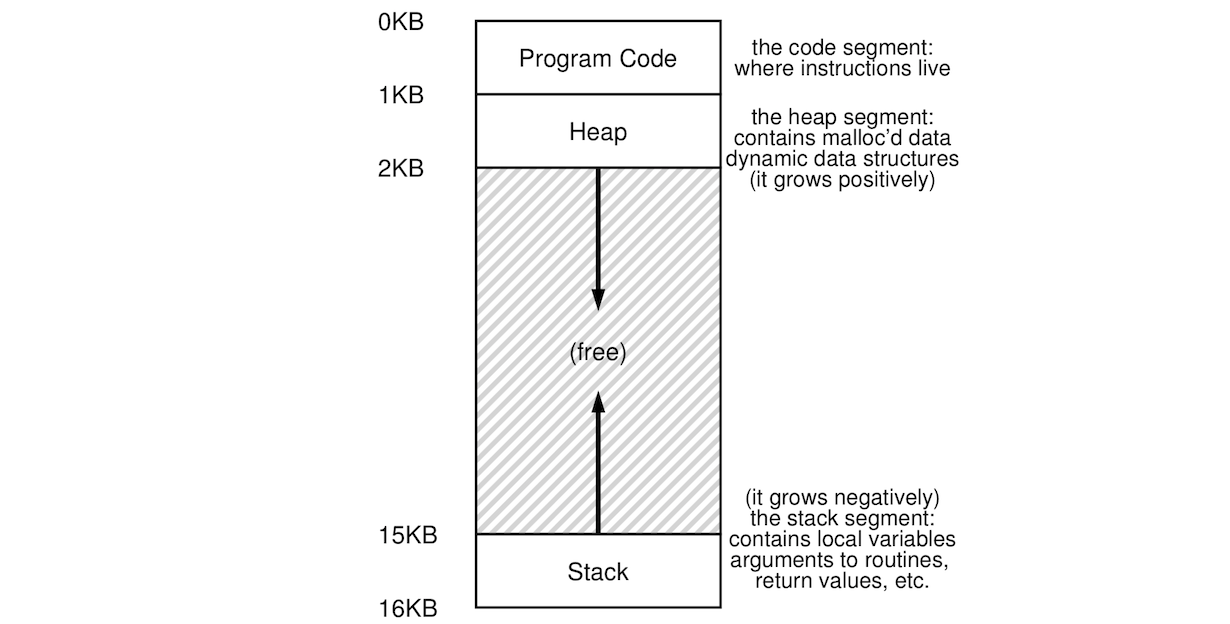 0KB
Program Code
the code segment:
where instructions live
1KB
Heap
the heap segment:
contains malloc’d data
dynamic data structures
(it grows positively)
2KB
(free)
(it grows negatively)
the stack segment:
contains local variables
arguments to routines,
return values, etc.
15KB
Stack
16KB